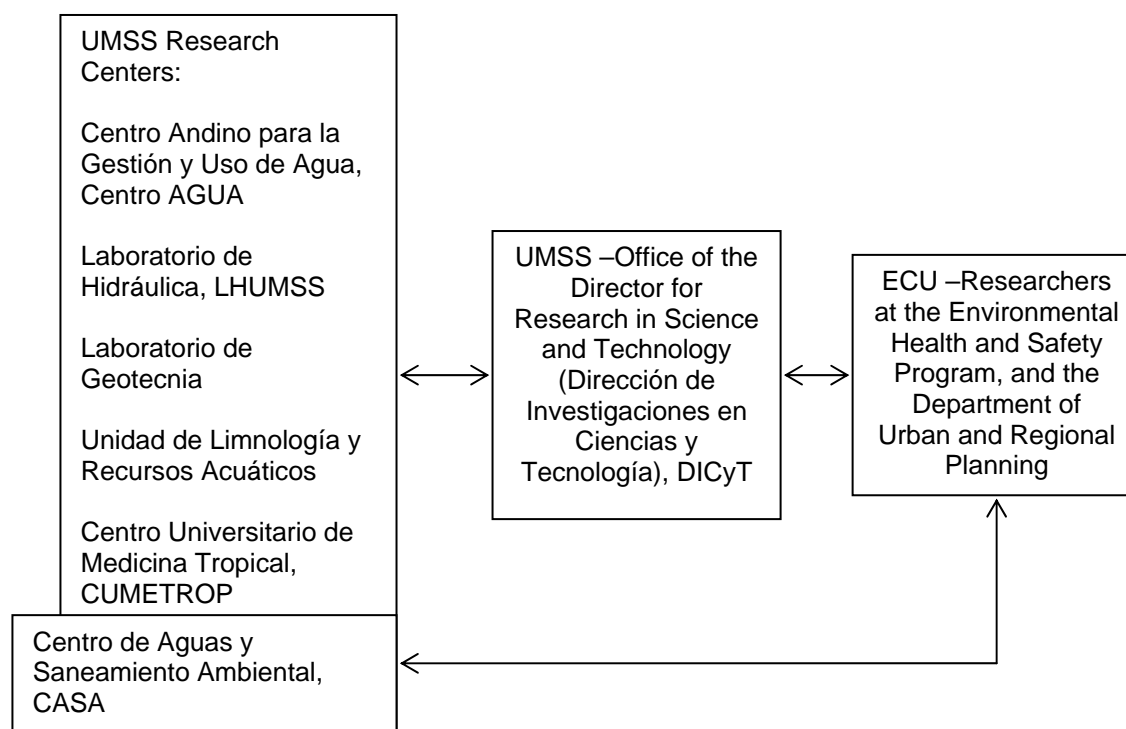 UMSS Research
Centers:
Centro Andino para la
Gestión y Uso de Agua,
Centro AGUA
Laboratorio de
Hidráulica, LHUMSS
Laboratorio de
Geotecnia
Unidad de Limnología y
Recursos Acuáticos
Centro Universitario de
Medicina Tropical,
CUMETROP
Centro de Aguas y
Saneamiento Ambiental,
CASA
UMSS –Office of the
Director for
Research in Science
and Technology
(Dirección de
Investigaciones en
Ciencias y
Tecnología), DICyT
ECU –Researchers
at the Environmental
Health and Safety
Program, and the
Department of
Urban and Regional
Planning